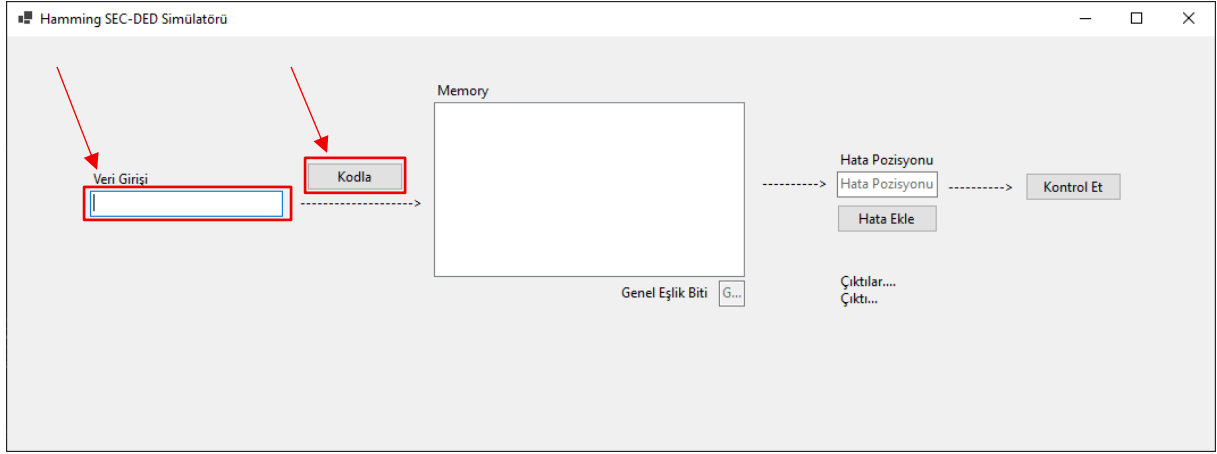 Hamming SEC-DED Simülatörü
Memory
Veri Girişi
Kodla
-------------------->
Hata Pozisyonu
---------->
Hata Pozisyonu
---------->
Kontrol Et
Hata Ekle
Genel Eşlik Biti
G...
Çıktılar....
Çıktı...